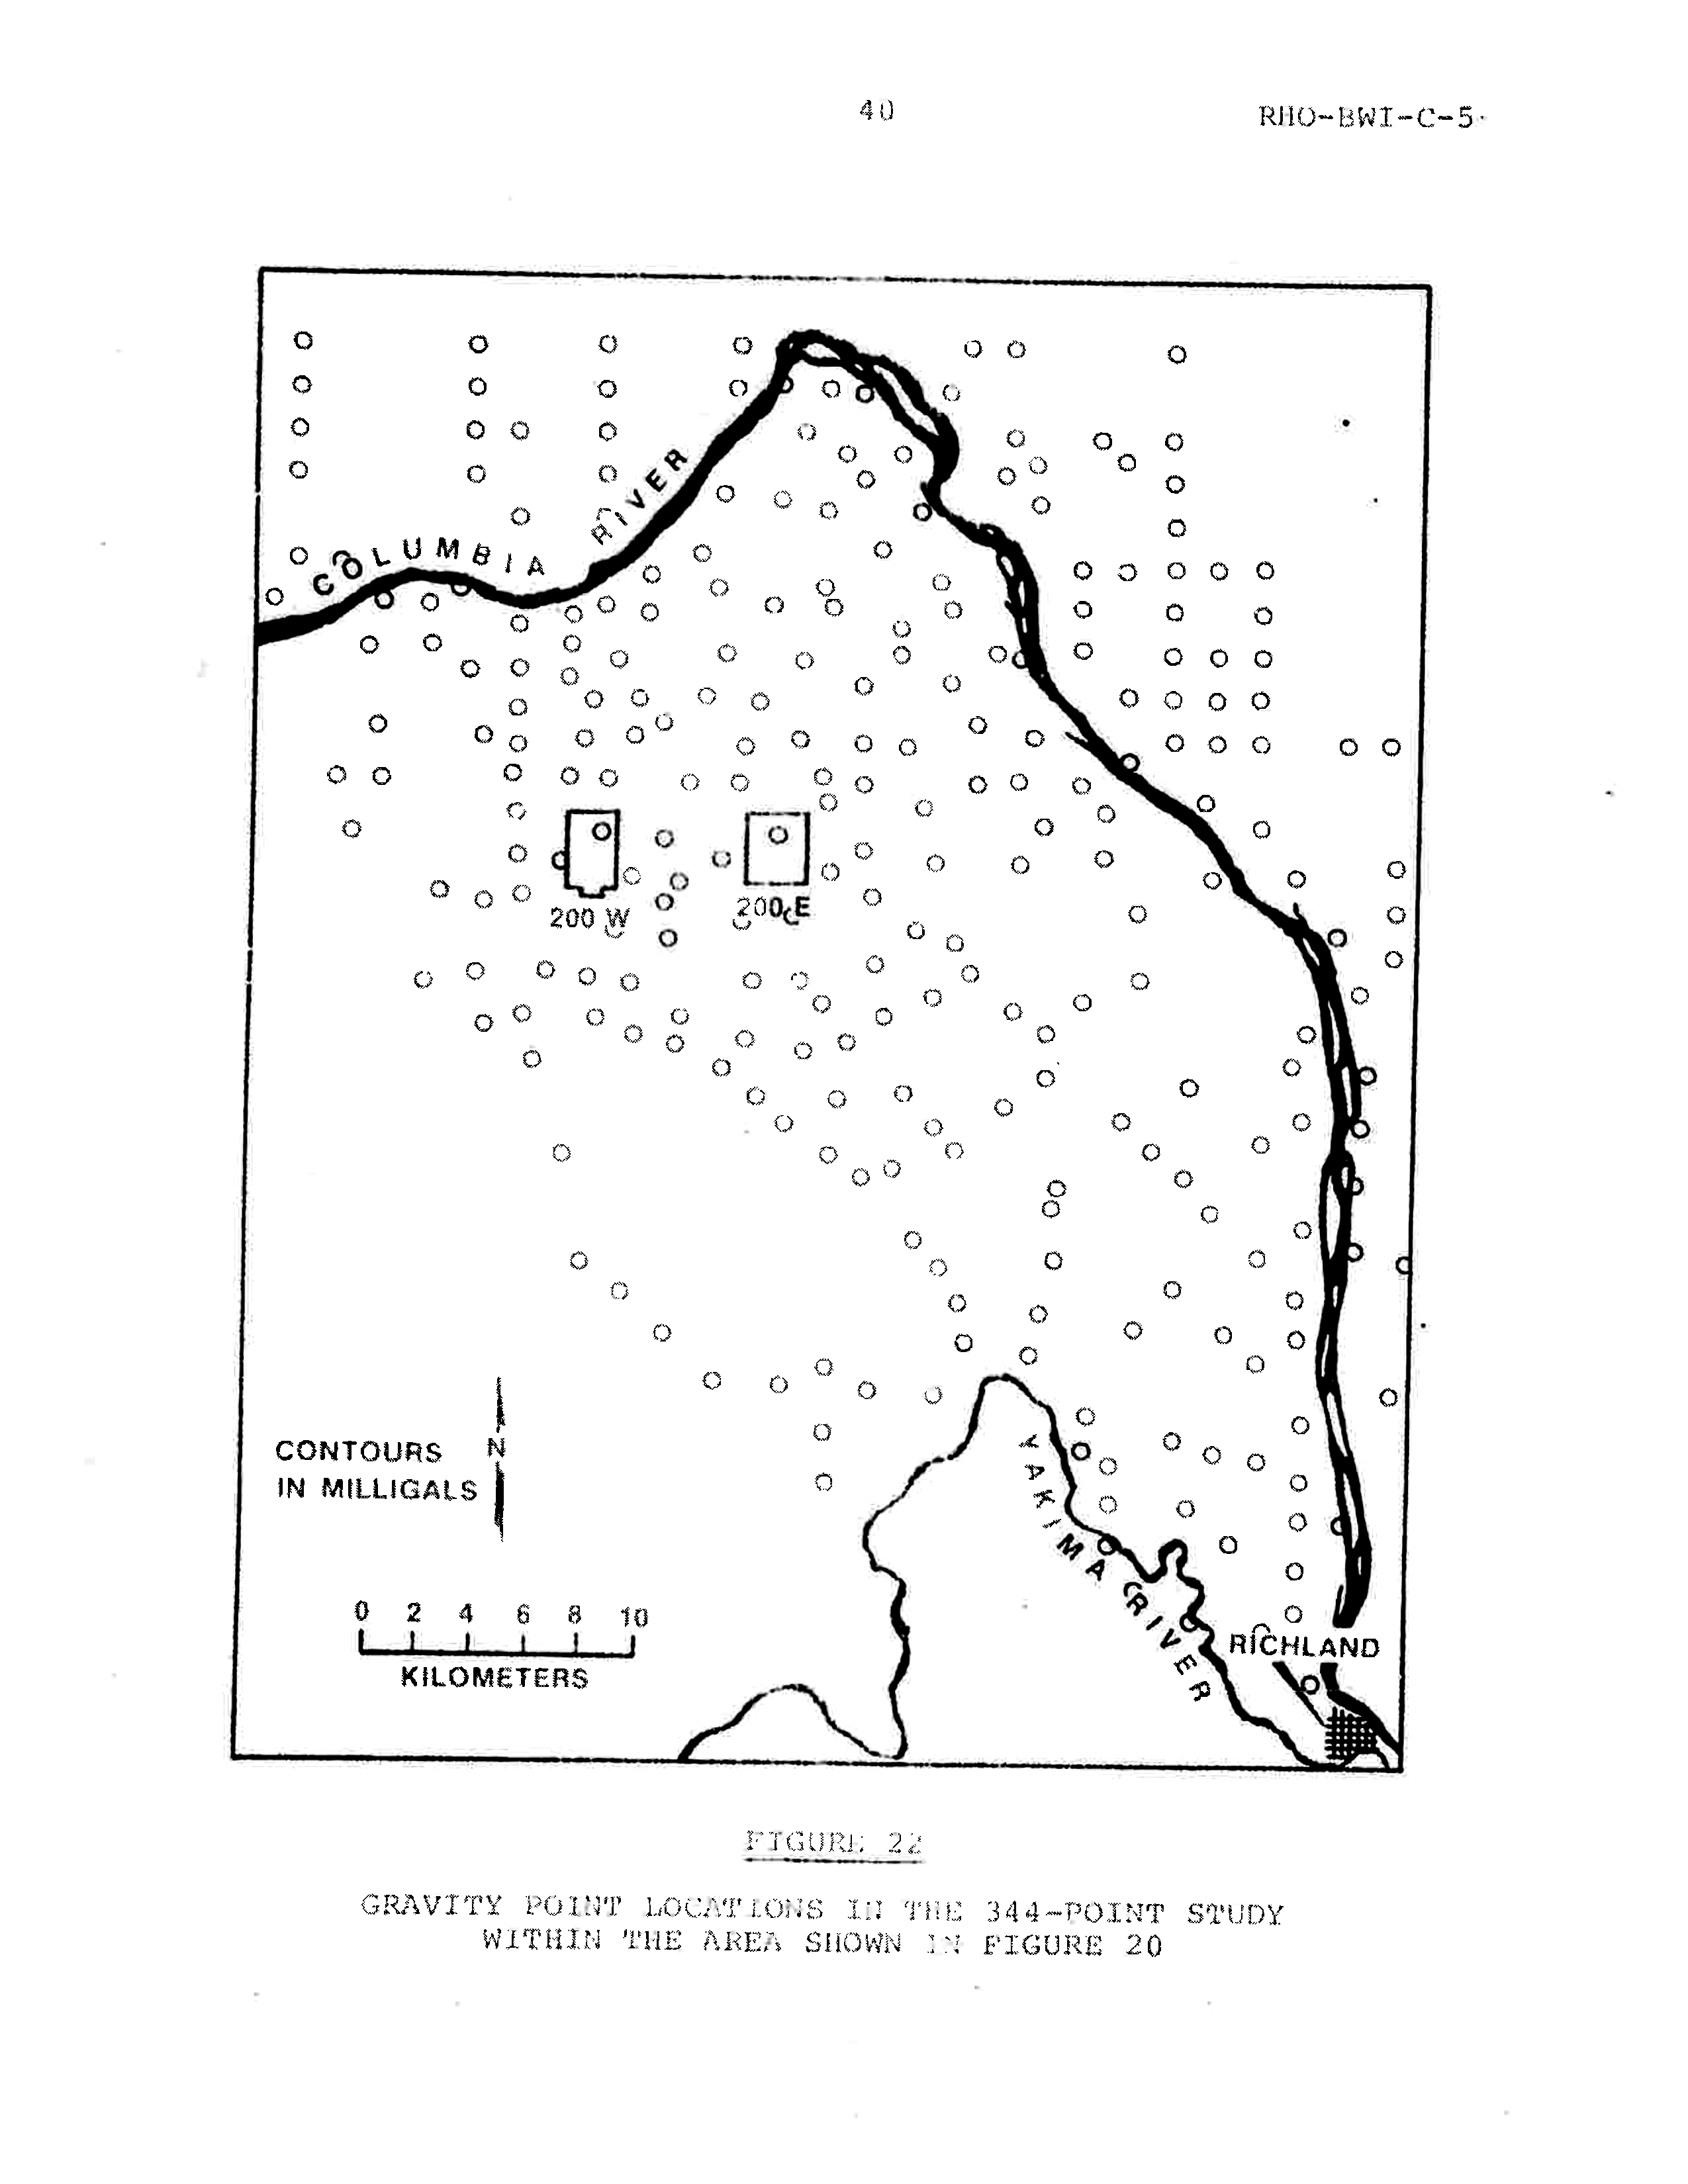 40
RHO-BWI-C-5
COLUMBIA RIVER
200 W
200 E
CONTOURS
IN MILLIGALS
N
0 2 4 6 8 10
KILOMETERS
YAKIMA RIVER
RICHLAND
FIGURE 22
GRAVITY POINT LOCATIONS IN THE 344-POINT STUDY
WITHIN THE AREA SHOWN IN FIGURE 20